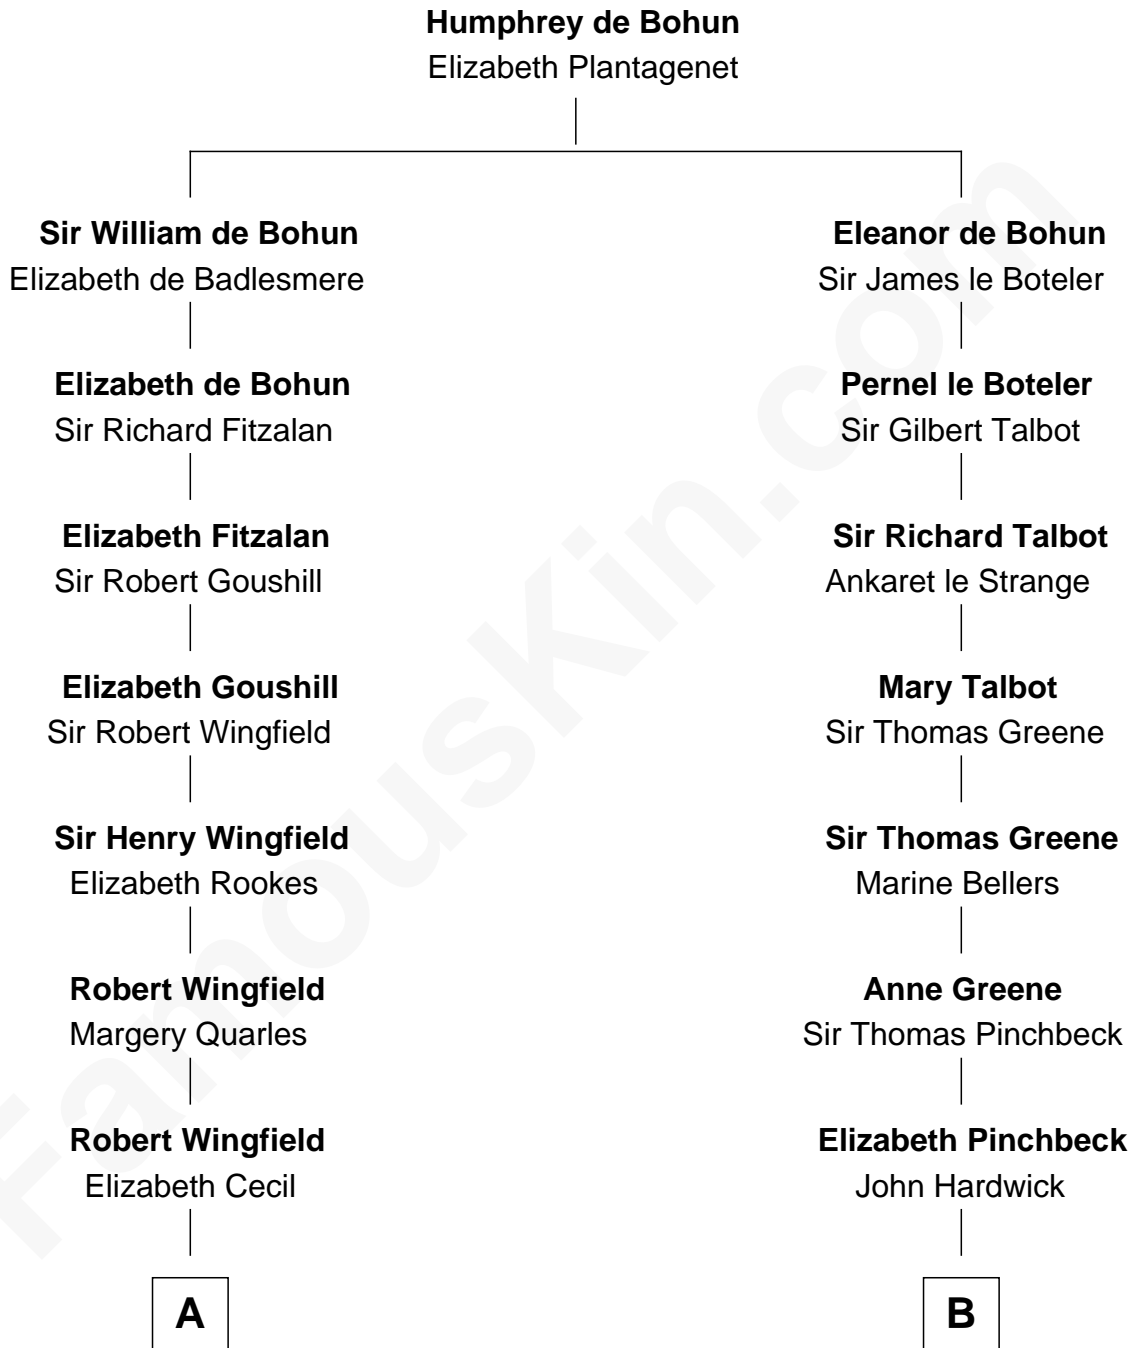 Humphrey de Bohun
Elizabeth Plantagenet
Sir William de Bohun
Elizabeth de Badlesmere
Eleanor de Bohun
Sir James le Boteler
Elizabeth de Bohun
Sir Richard Fitzalan
Pernel le Boteler
Sir Gilbert Talbot
Elizabeth Fitzalan
Sir Robert Goushill
Sir Richard Talbot
Ankaret le Strange
Elizabeth Goushill
Sir Robert Wingfield
Mary Talbot
Sir Thomas Greene
Sir Henry Wingfield
Elizabeth Rookes
Sir Thomas Greene
Marine Bellers
Robert Wingfield
Margery Quarles
Anne Greene
Sir Thomas Pinchbeck
Robert Wingfield
Elizabeth Cecil
Elizabeth Pinchbeck
John Hardwick
A
B
FamousKin.com